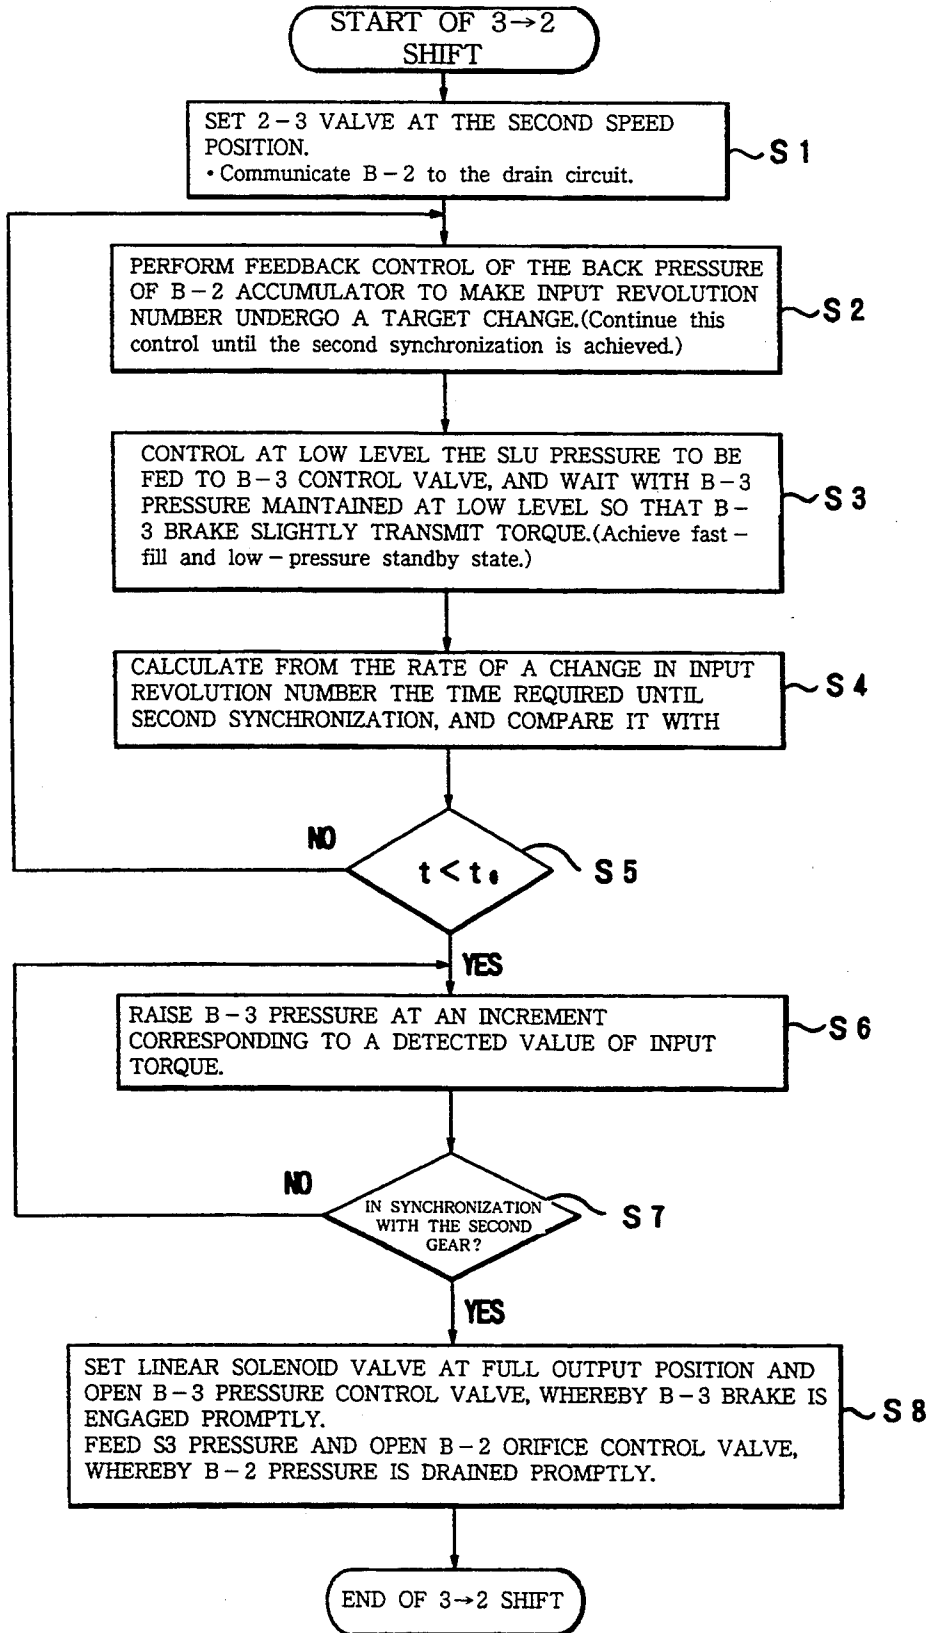 START OF 3→2
SHIFT
SET 2-3 VALVE AT THE SECOND SPEED
POSITION.
• Communicate B-2 to the drain circuit.
S1
PERFORM FEEDBACK CONTROL OF THE BACK PRESSURE
OF B-2 ACCUMULATOR TO MAKE INPUT REVOLUTION
NUMBER UNDERGO A TARGET CHANGE.(Continue this
control until the second synchronization is achieved.)
S2
CONTROL AT LOW LEVEL THE SLU PRESSURE TO BE
FED TO B-3 CONTROL VALVE, AND WAIT WITH B-3
PRESSURE MAINTAINED AT LOW LEVEL SO THAT B-
3 BRAKE SLIGHTLY TRANSMIT TORQUE.(Achieve fast-
fill and low-pressure standby state.)
S3
CALCULATE FROM THE RATE OF A CHANGE IN INPUT
REVOLUTION NUMBER THE TIME REQUIRED UNTIL
SECOND SYNCHRONIZATION, AND COMPARE IT WITH
S4
NO
t < t
S5
YES
RAISE B-3 PRESSURE AT AN INCREMENT
CORRESPONDING TO A DETECTED VALUE OF INPUT
TORQUE.
S6
NO
IN SYNCHRONIZATION
WITH THE SECOND
GEAR?
S7
YES
SET LINEAR SOLENOID VALVE AT FULL OUTPUT POSITION AND
OPEN B-3 PRESSURE CONTROL VALVE, WHEREBY B-3 BRAKE IS
ENGAGED PROMPTLY.
FEED S3 PRESSURE AND OPEN B-2 ORIFICE CONTROL VALVE,
WHEREBY B-2 PRESSURE IS DRAINED PROMPTLY.
S8
END OF 3→2 SHIFT